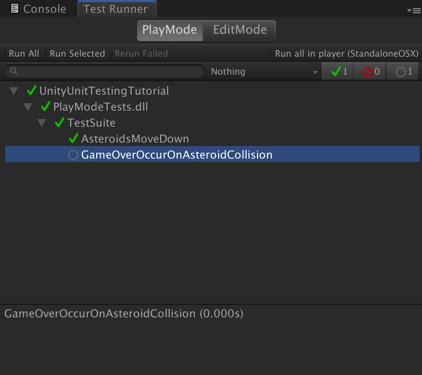 Console Test Runner
PlayMode EditMode
Run All Run Selected Rerun Failed Run all in player (StandaloneOSX)
Nothing 1 0 1
UnityUnitTestingTutorial
PlayModeTests.dll
TestSuite
AsteroidsMoveDown
GameOverOccurOnAsteroidCollision
GameOverOccurOnAsteroidCollision (0.000s)